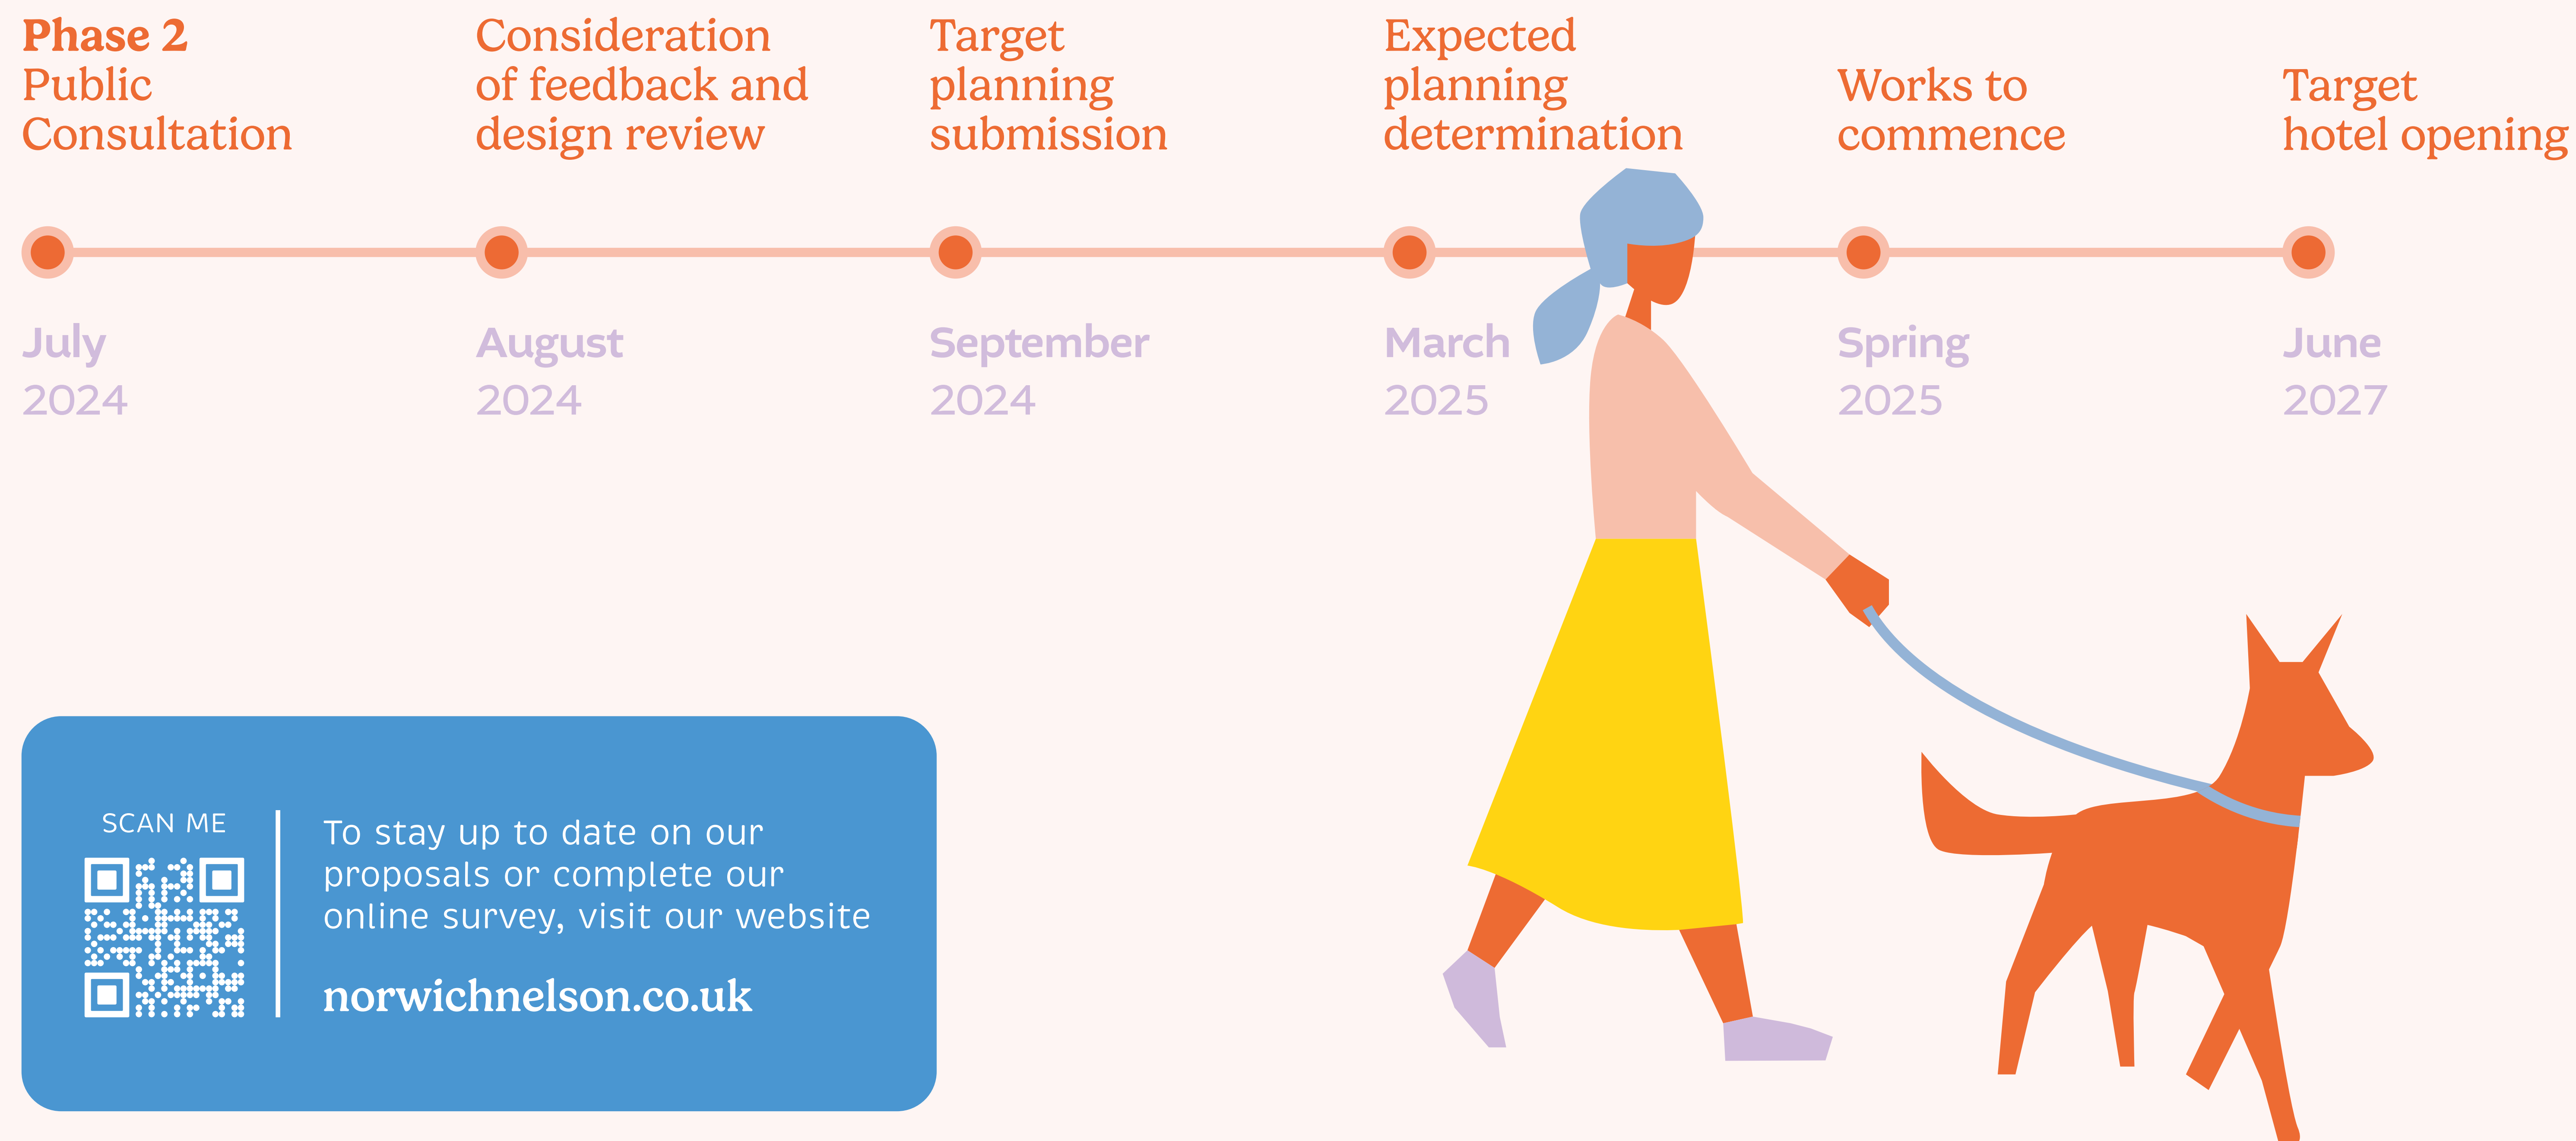 Phase 2
Public
Consultation
Consideration
of feedback and
design review
Target
planning
submission
Expected
planning
determination
Works to
commence
Target
hotel opening
July
2024
August
2024
September
2024
March
2025
Spring
2025
June
2027
SCAN ME
To stay up to date on our
proposals or complete our
online survey, visit our website
norwichnelson.co.uk